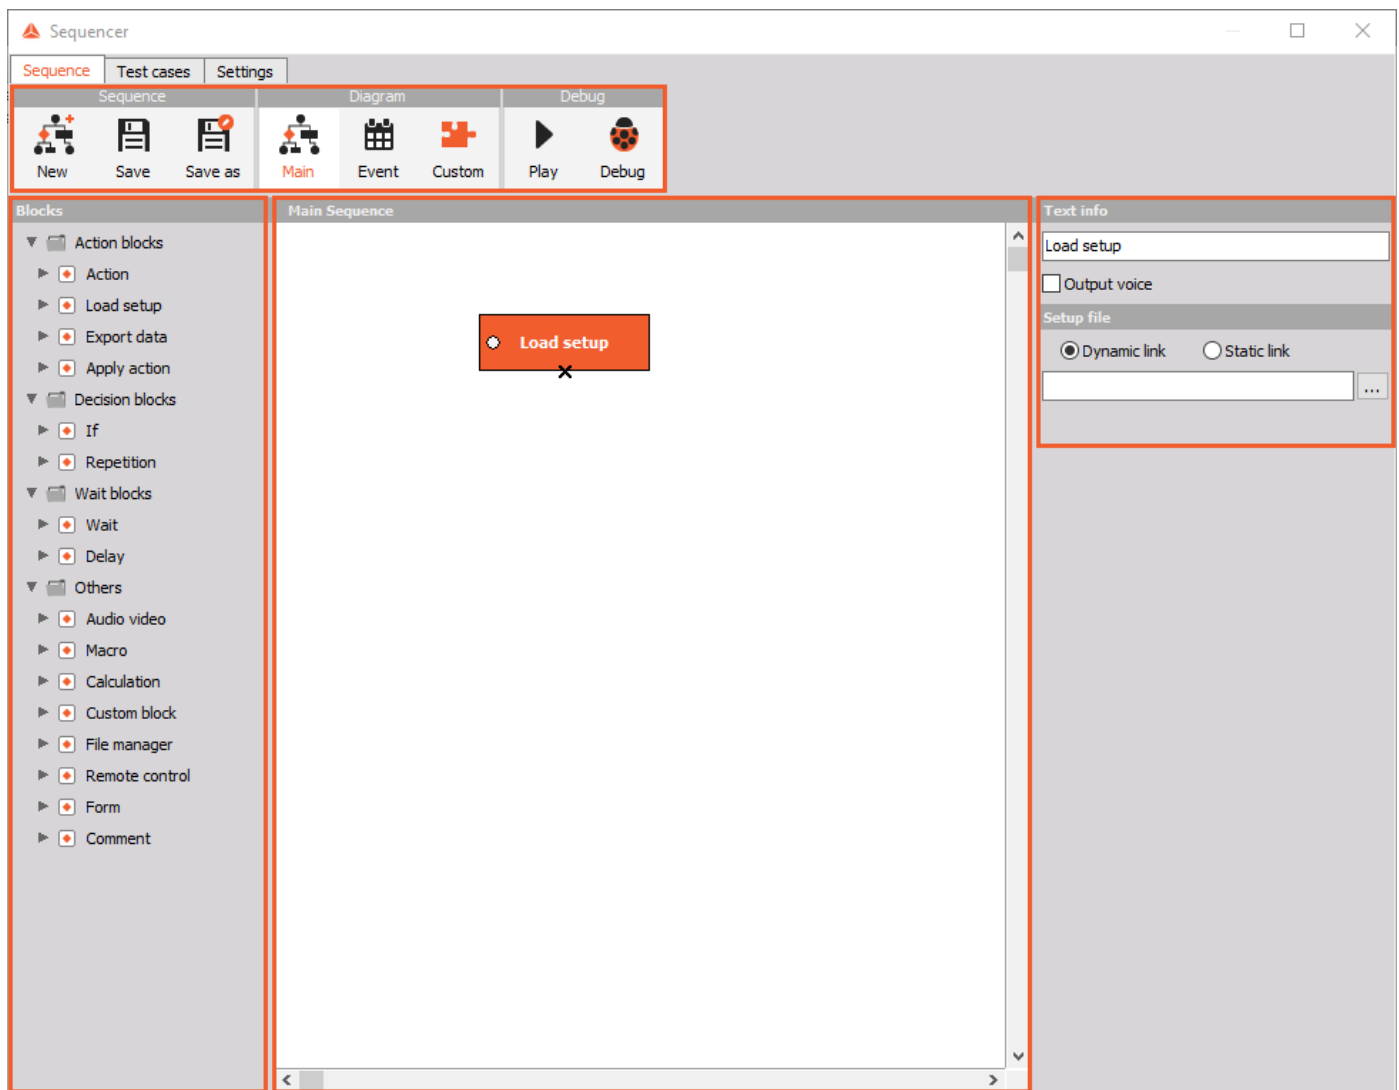 Sequencer
Sequence Test cases Settings
Sequence Diagram Debug
New Save Save as Main Event Custom Play Debug
Blocks
Action blocks
Action
Load setup
Export data
Apply action
Decision blocks
If
Repetition
Wait blocks
Wait
Delay
Others
Audio video
Macro
Calculation
Custom block
File manager
Remote control
Form
Comment
Main Sequence
Load setup
Text info
Load setup
Output voice
Setup file
Dynamic link Static link
...